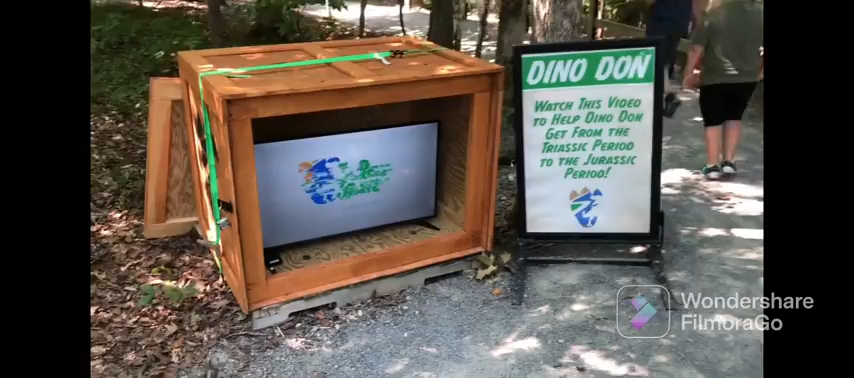 DINO DON
WATCH THIS VIDEO
TO HELP DINO DON
GET FROM THE
TRIASSIC PERIOD
TO THE JURASSIC
PERIOD!
Wondershare
FilmoraGo